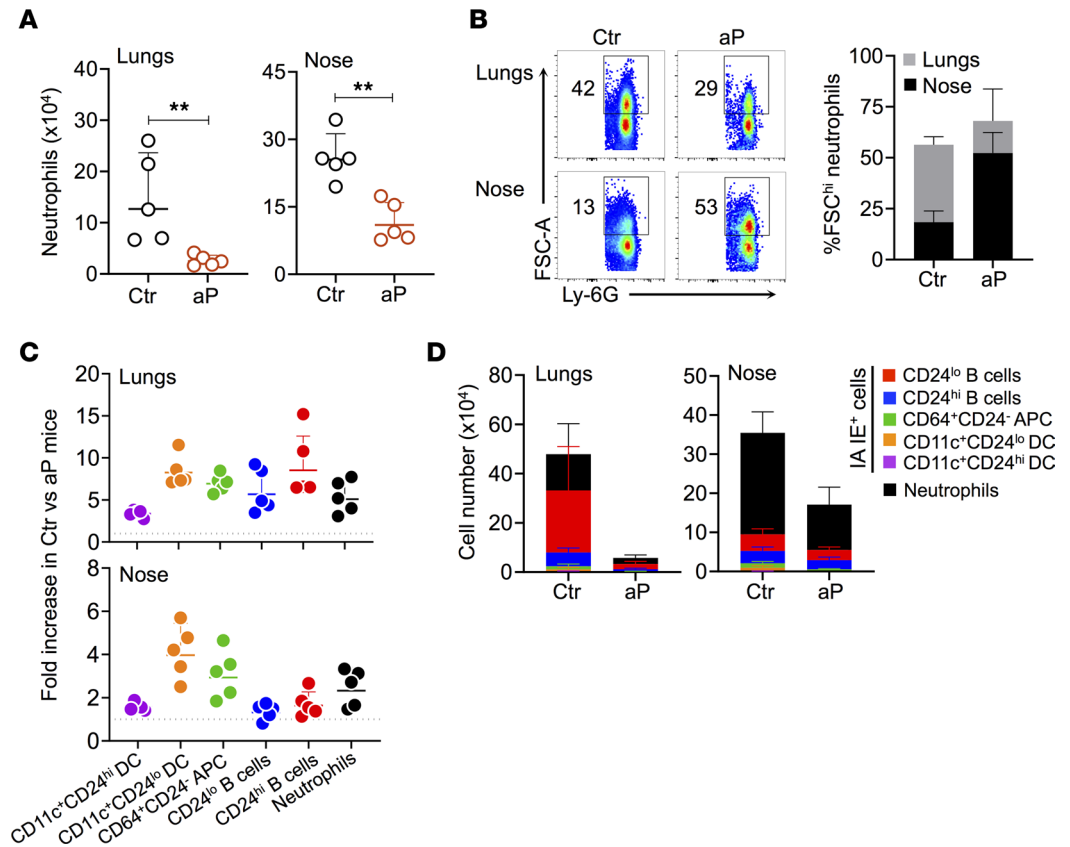 A
Lungs
Nose
Neutrophils (x10⁴)
40
30
20
10
0
**
Ctr
aP
45
30
15
0
**
Ctr
aP
B
Ctr
aP
Lungs
42
29
Nose
13
53
FSC-A
Ly-6G
%FSCʰⁱ neutrophils
100
75
50
25
0
Lungs
Nose
Ctr
aP
C
Fold increase in Ctr vs aP mice
Lungs
20
15
10
5
0
Nose
8
6
4
2
0
CD11c⁺CD24ʰⁱ DC
CD11c⁺CD24ˡᵒ DC
CD64⁺CD24⁻ APC
CD24ˡᵒ B cells
CD24ʰⁱ B cells
Neutrophils
D
Cell number (x10⁴)
Lungs
80
60
40
20
0
Ctr
aP
Nose
50
40
30
20
10
0
Ctr
aP
IA IE⁺ cells
CD24ˡᵒ B cells
CD24ʰⁱ B cells
CD64⁺CD24⁻ APC
CD11c⁺CD24ˡᵒ DC
CD11c⁺CD24ʰⁱ DC
Neutrophils